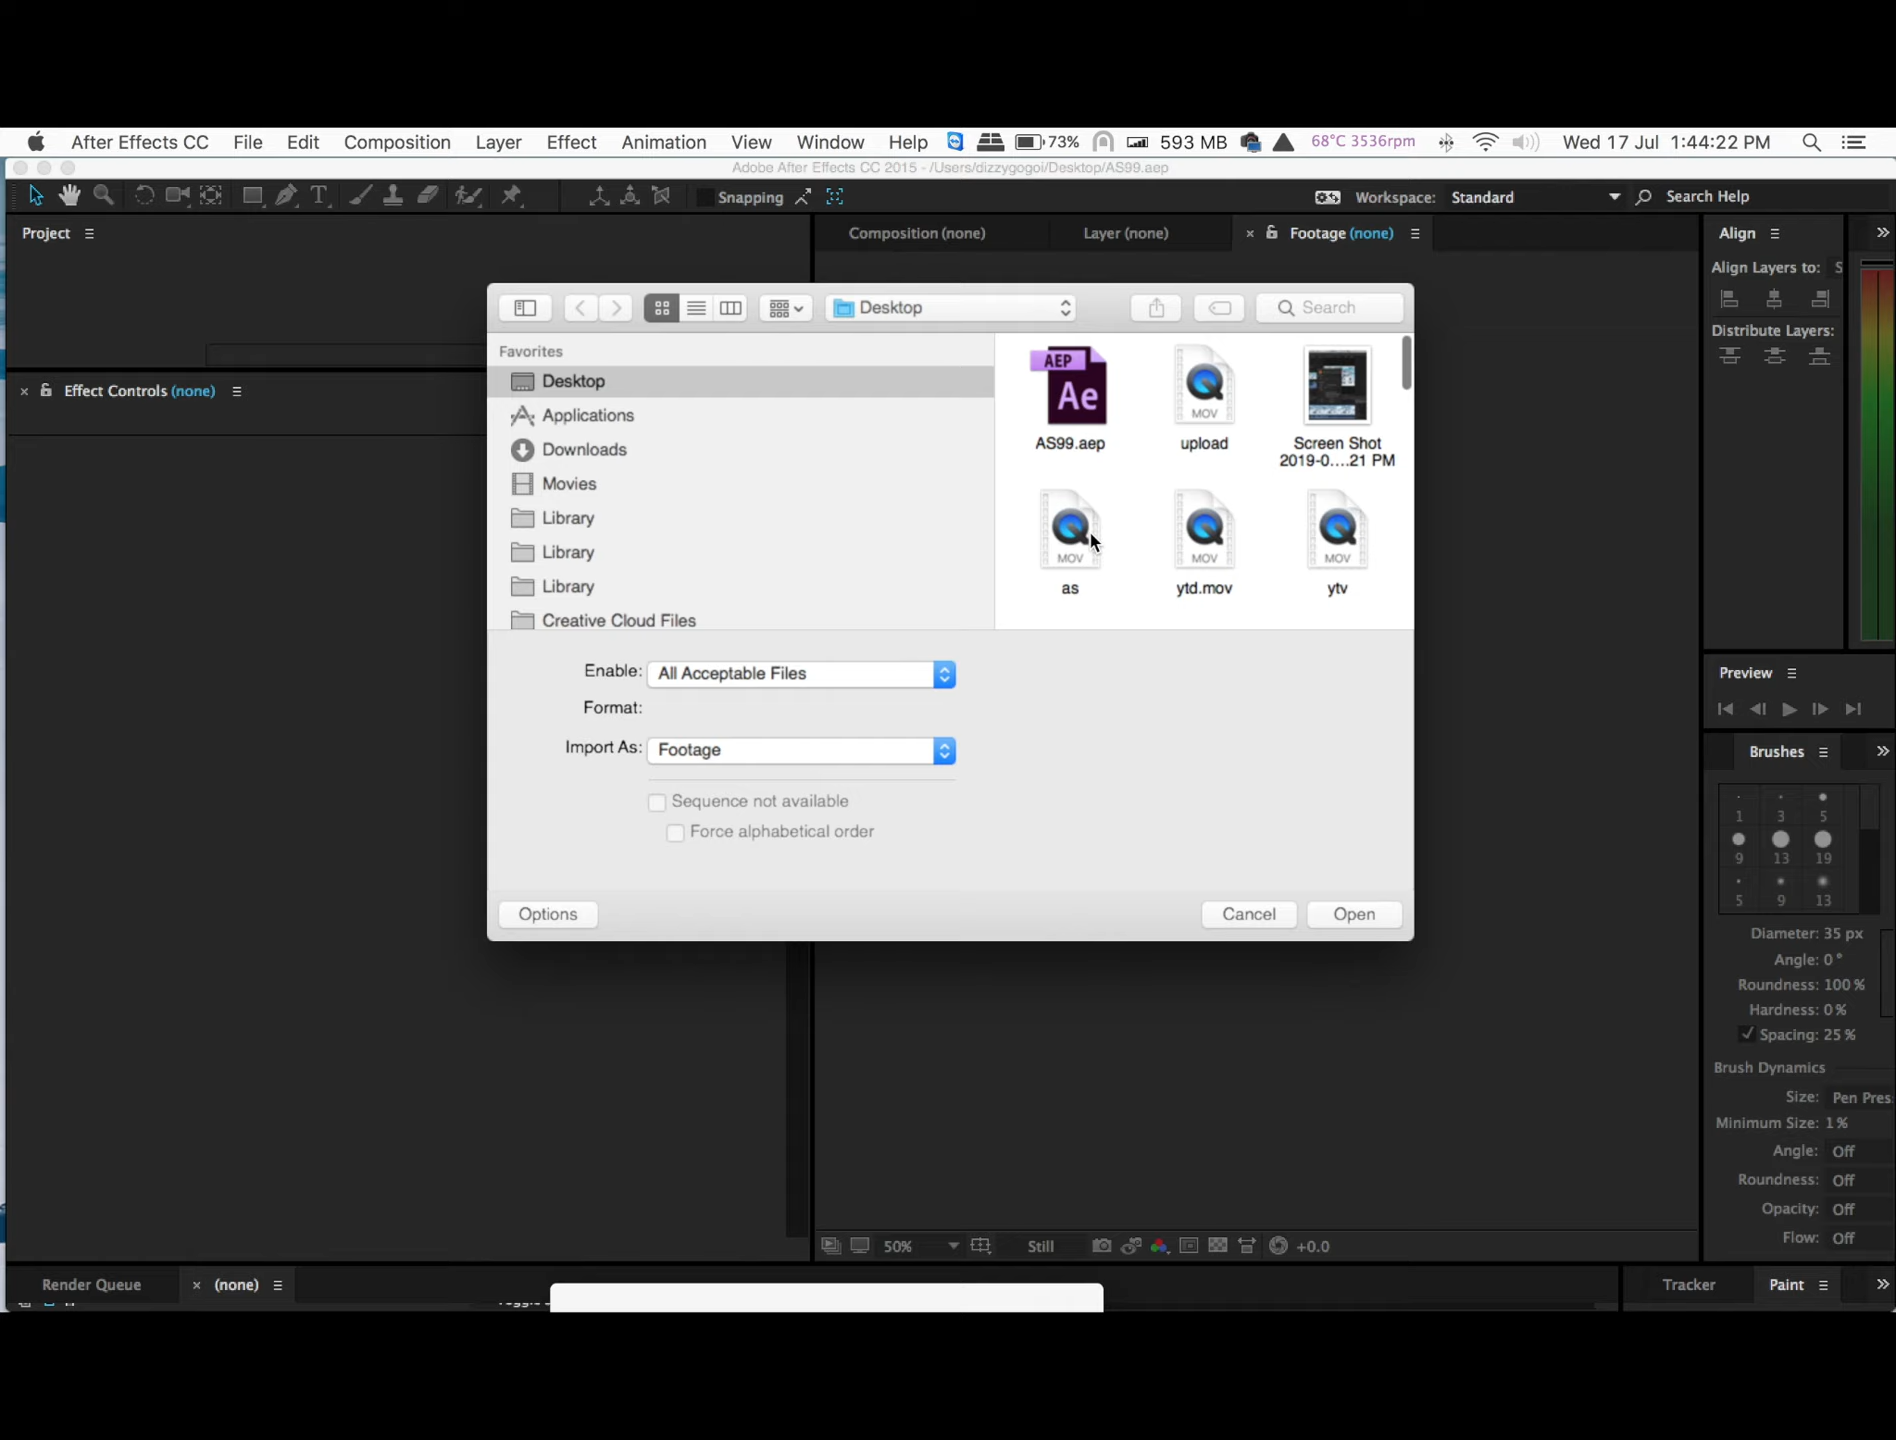 After Effects CC File Edit Composition Layer Effect Animation View Window Help 73% 593 MB 68°C 3536rpm Wed 17 Jul 1:44:22 PM
Adobe After Effects CC 2015 - /Users/dizzygogoi/Desktop/AS99.aep
Snapping Workspace: Standard Search Help
Project Composition (none) Layer (none) × Footage (none) Align
Align Layers to: S
Desktop Search
Distribute Layers:
Favorites
Desktop
Applications
Downloads
Movies
Library
Library
Library
Creative Cloud Files
× Effect Controls (none)
AEP
Ae
AS99.aep
MOV
upload
Screen Shot
2019-0....21 PM
MOV
as
MOV
ytd.mov
MOV
ytv
Enable: All Acceptable Files
Format:
Import As: Footage
Sequence not available
Force alphabetical order
Options Cancel Open
Preview
Brushes
1 3 5
9 13 19
5 9 13
Diameter: 35 px
Angle: 0°
Roundness: 100 %
Hardness: 0 %
Spacing: 25 %
Brush Dynamics
Size: Pen Pres
Minimum Size: 1 %
Angle: Off
Roundness: Off
Opacity: Off
Flow: Off
50% Still +0.0
Render Queue × (none) Tracker Paint